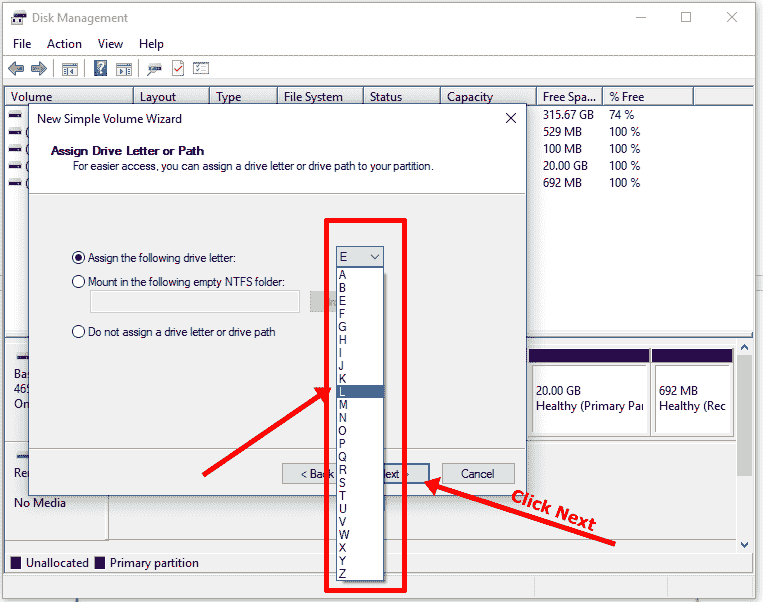 Disk Management
File Action View Help
Volume Layout Type File System Status Capacity Free Spa... % Free
315.67 GB 74 %
529 MB 100 %
100 MB 100 %
20.00 GB 100 %
692 MB 100 %
New Simple Volume Wizard
Assign Drive Letter or Path
For easier access, you can assign a drive letter or drive path to your partition.
Assign the following drive letter: E
Mount in the following empty NTFS folder:
Do not assign a drive letter or drive path
A
B
E
F
G
H
I
J
K
L
M
N
O
P
Q
R
S
T
U
V
W
X
Y
Z
< Back ext > Cancel
Click Next
Bas
465
On
20.00 GB
Healthy (Primary Par
692 MB
Healthy (Rec
Re
No Media
Unallocated Primary partition